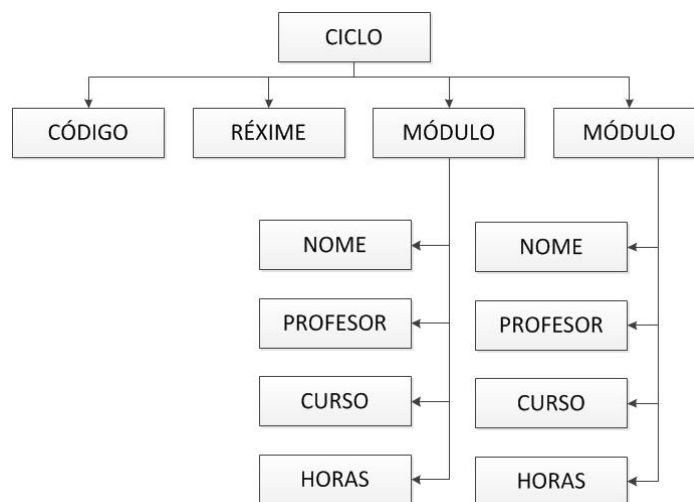 CICLO
CÓDIGO
RÉXIME
MÓDULO
MÓDULO
NOME
PROFESOR
CURSO
HORAS
NOME
PROFESOR
CURSO
HORAS